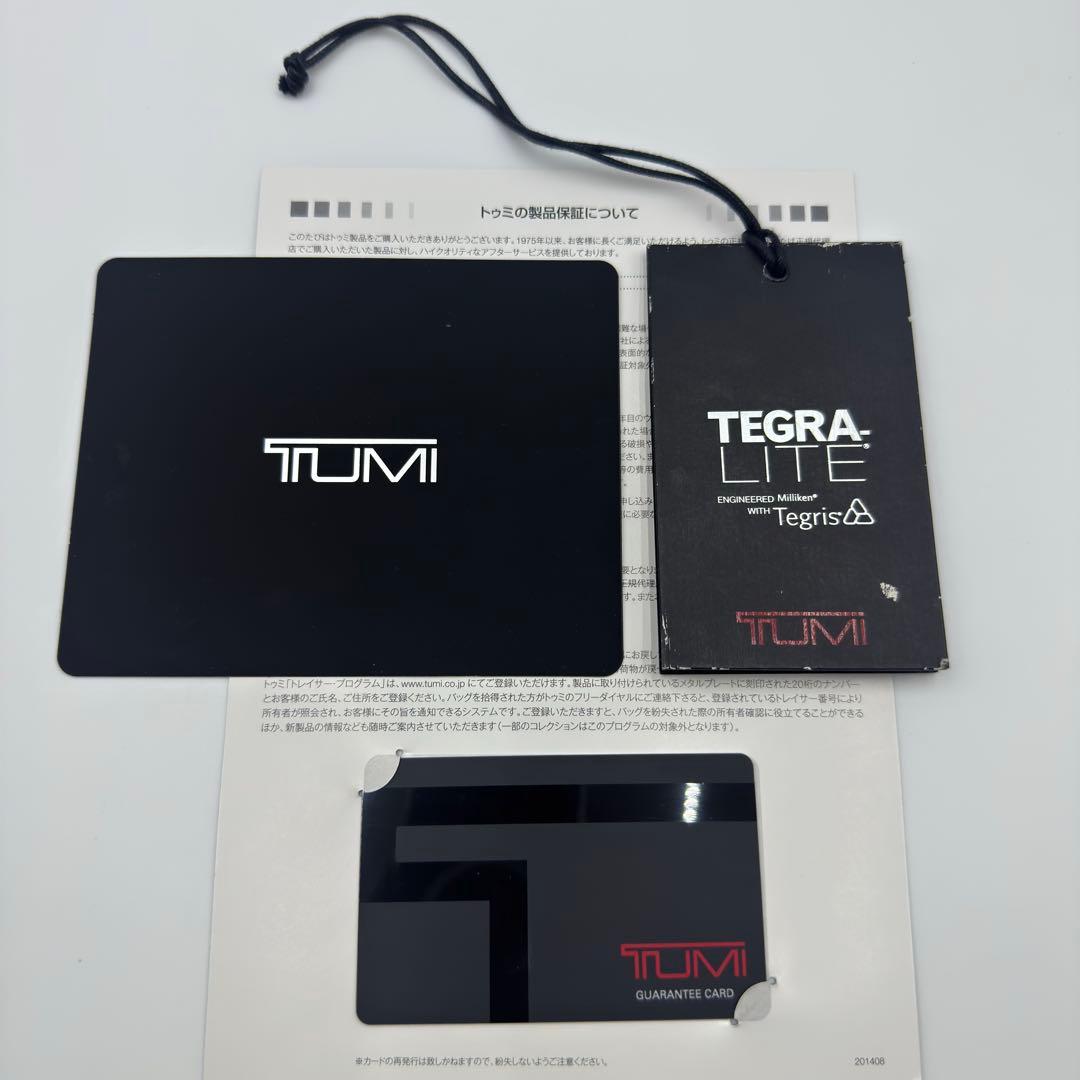 トゥミの製品保証について
このたびはトゥミ製品をご購入いただきありがとうございます。1975年以来、お客様に長くご満足いただけるよう、トゥミの正規
正規代理
店でご購入いただいた製品に対し、ハイクオリティなアフターサービスを提供しております。
TUMI
TEGRA-
LITE®
ENGINEERED Milliken®
WITH Tegris®
TUMI
トゥミ「トレイサー・プログラム」は、www.tumi.co.jp にてご登録いただけます。製品に取り付けられているメタルプレートに刻印された20桁のナンバー
とお客様のご氏名、ご住所をご登録ください。バッグを拾得された方がトゥミのフリーダイヤルにご連絡下さると、登録されているトレイサー番号により
所有者が照会され、お客様にその旨を通知できるシステムです。ご登録いただきますと、バッグを紛失された際の所有者確認に役立てることができる
ほか、新製品の情報なども随時ご案内させていただきます（一部のコレクションはこのプログラムの対象外となります）。
TUMI
GUARANTEE CARD
※カードの再発行は致しかねますので、紛失しないようご注意ください。
201408